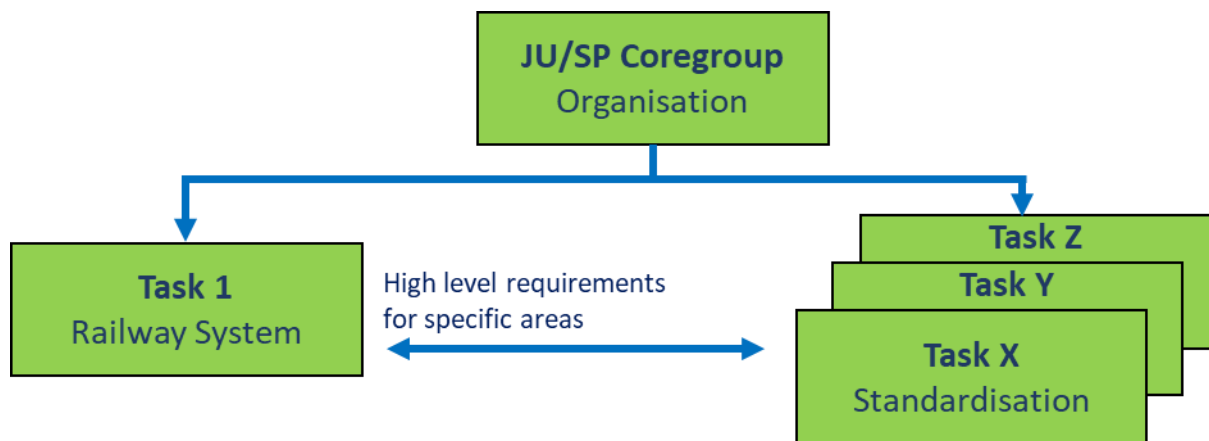 JU/SP Coregroup
Organisation
Task 1
Railway System
High level requirements
for specific areas
Task Z
Task Y
Task X
Standardisation